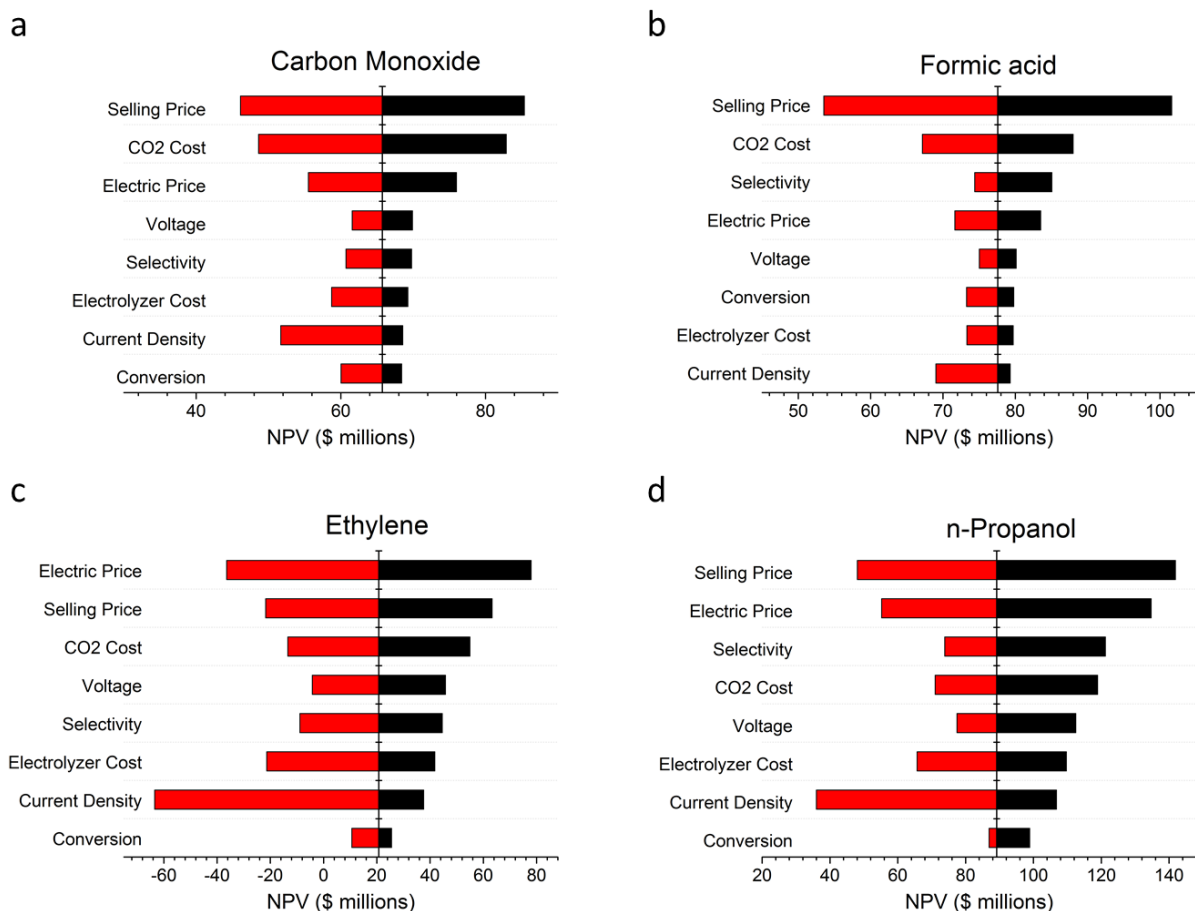 a
Carbon Monoxide
Selling Price
CO2 Cost
Electric Price
Voltage
Selectivity
Electrolyzer Cost
Current Density
Conversion
40 60 80
NPV ($ millions)
b
Formic acid
Selling Price
CO2 Cost
Selectivity
Electric Price
Voltage
Conversion
Electrolyzer Cost
Current Density
50 60 70 80 90 100
NPV ($ millions)
c
Ethylene
Electric Price
Selling Price
CO2 Cost
Voltage
Selectivity
Electrolyzer Cost
Current Density
Conversion
-60 -40 -20 0 20 40 60 80
NPV ($ millions)
d
n-Propanol
Selling Price
Electric Price
Selectivity
CO2 Cost
Voltage
Electrolyzer Cost
Current Density
Conversion
20 40 60 80 100 120 140
NPV ($ millions)